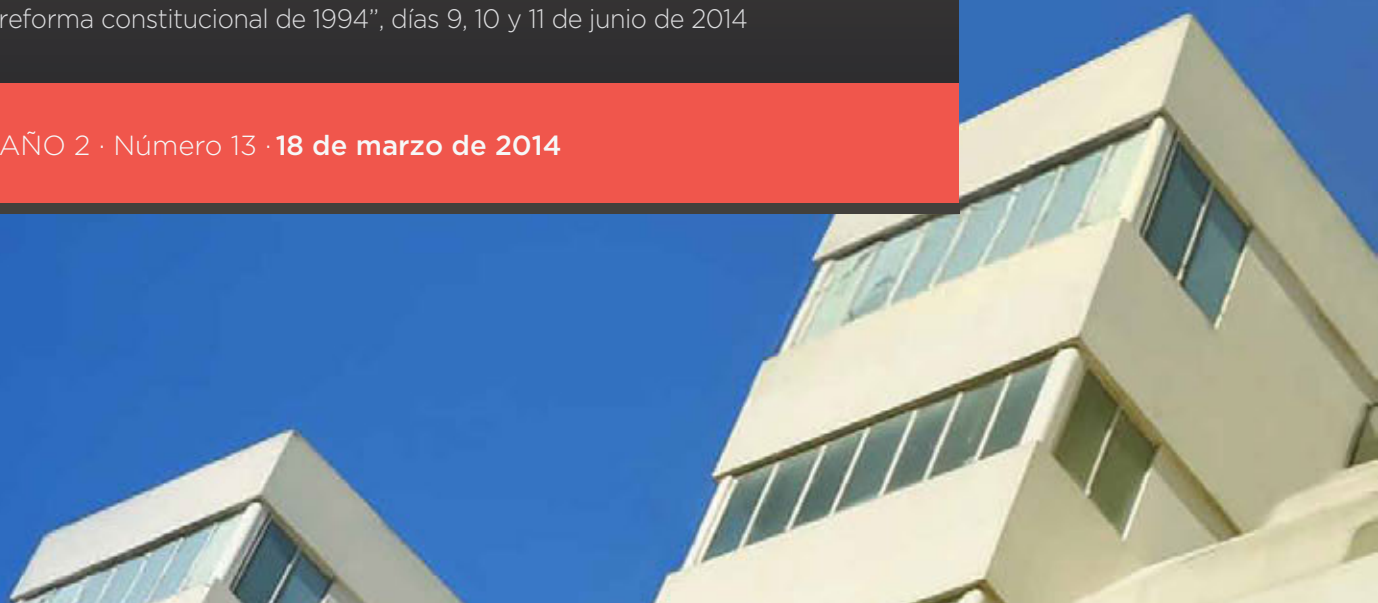 reforma constitucional de 1994”, días 9, 10 y 11 de junio de 2014
AÑO 2 · Número 13 · 18 de marzo de 2014